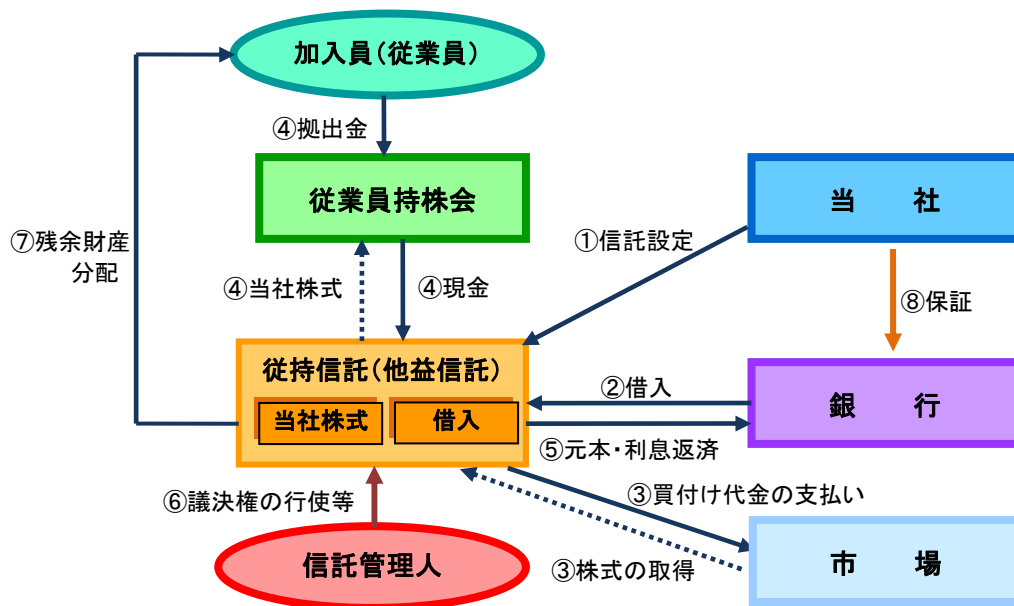 加入員(従業員)
④拠出金
従業員持株会
当　　社
①信託設定
⑦残余財産
分配
④当社株式
④現金
⑧保証
従持信託(他益信託)
当社株式
借入
②借入
銀　　行
⑤元本・利息返済
③買付け代金の支払い
⑥議決権の行使等
信託管理人
③株式の取得
市　　場